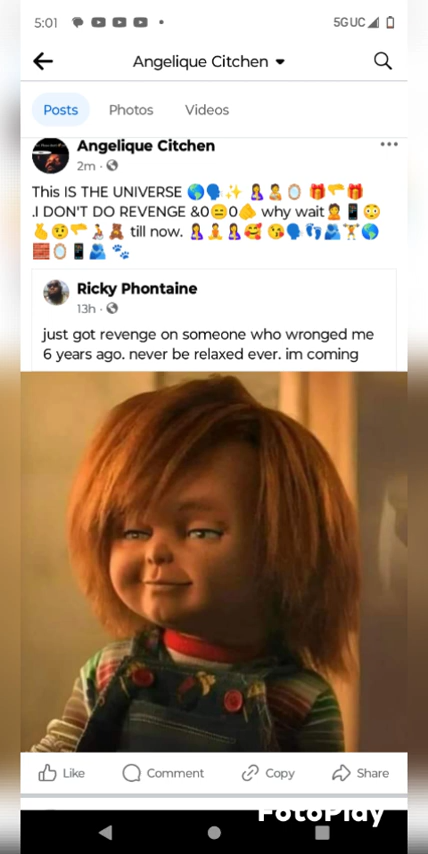 5:01
5GUC
Angelique Citchen
Posts Photos Videos
Angelique Citchen
2m
This IS THE UNIVERSE 🌎🗣️✨ 🤱🧏🪞 🎁🫳🎁
.I DON'T DO REVENGE &0😑0🫵 why wait🤦📱😳
🫰🤨🫳👩‍🦽🧸 till now. 🤱🧘🤱🥰 😘🗣️👣🫂🏋️🌎
🧱🪞📱🫂 🐾
Ricky Phontaine
13h
just got revenge on someone who wronged me
6 years ago. never be relaxed ever. im coming
Like Comment Copy Share
FotoPlay